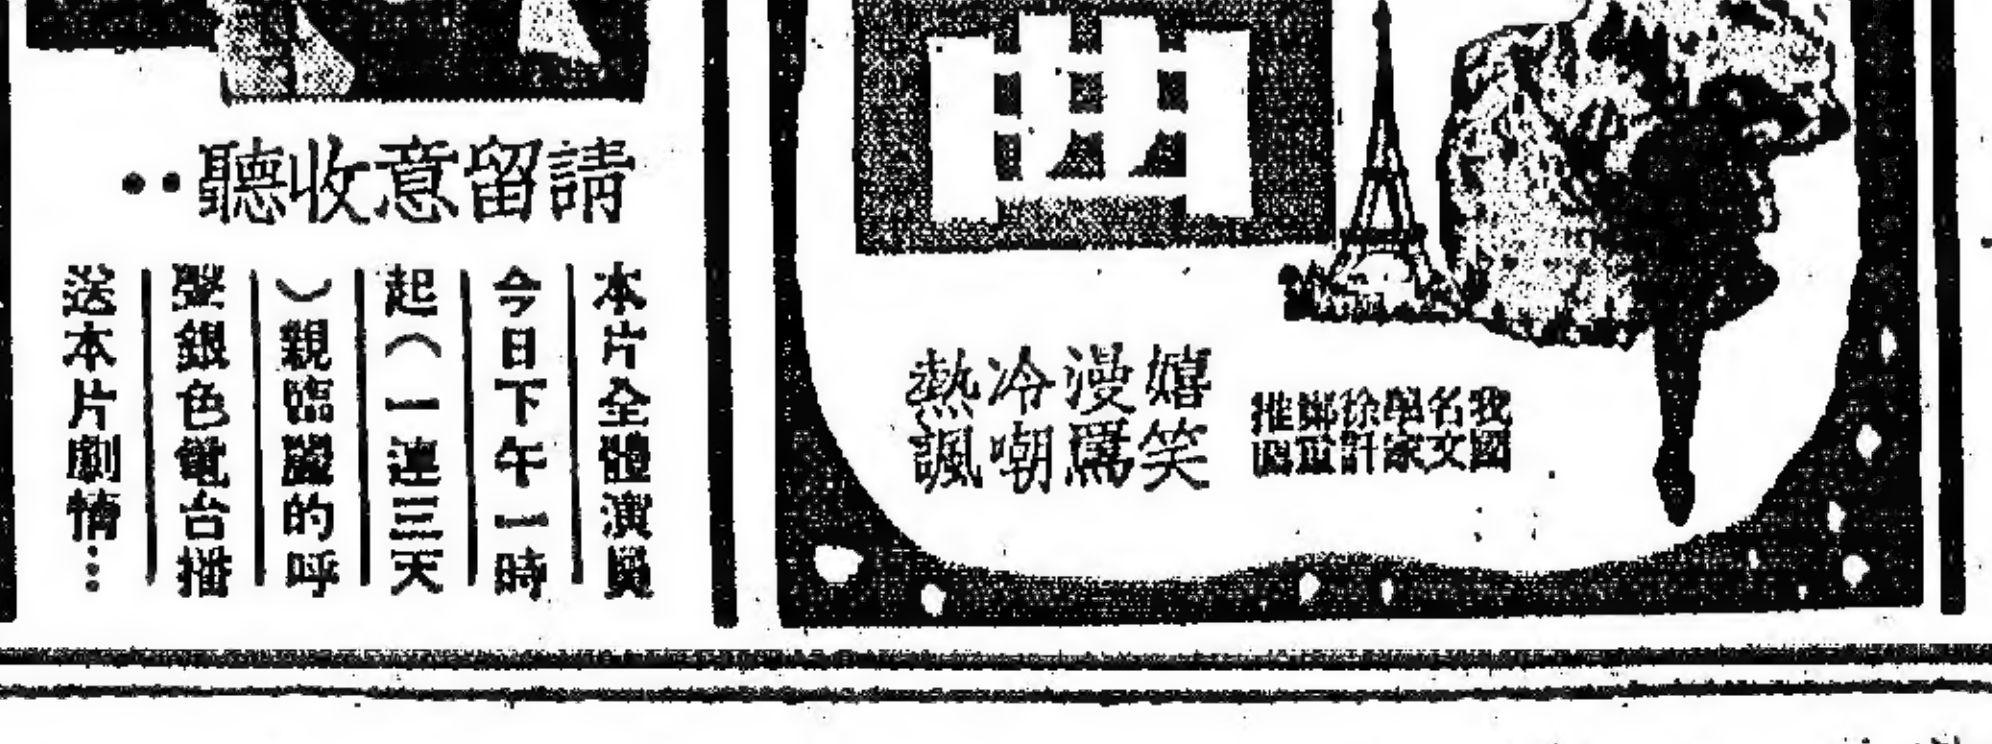 我國
名文
學家
徐訏
鄭重
推薦
嬉笑
漫罵
冷嘲
熱諷
請留意收聽‥
本片全體演員
今日下午一時
起(一連三天
)親臨麗的呼
聲銀色電台播
送本片劇情…